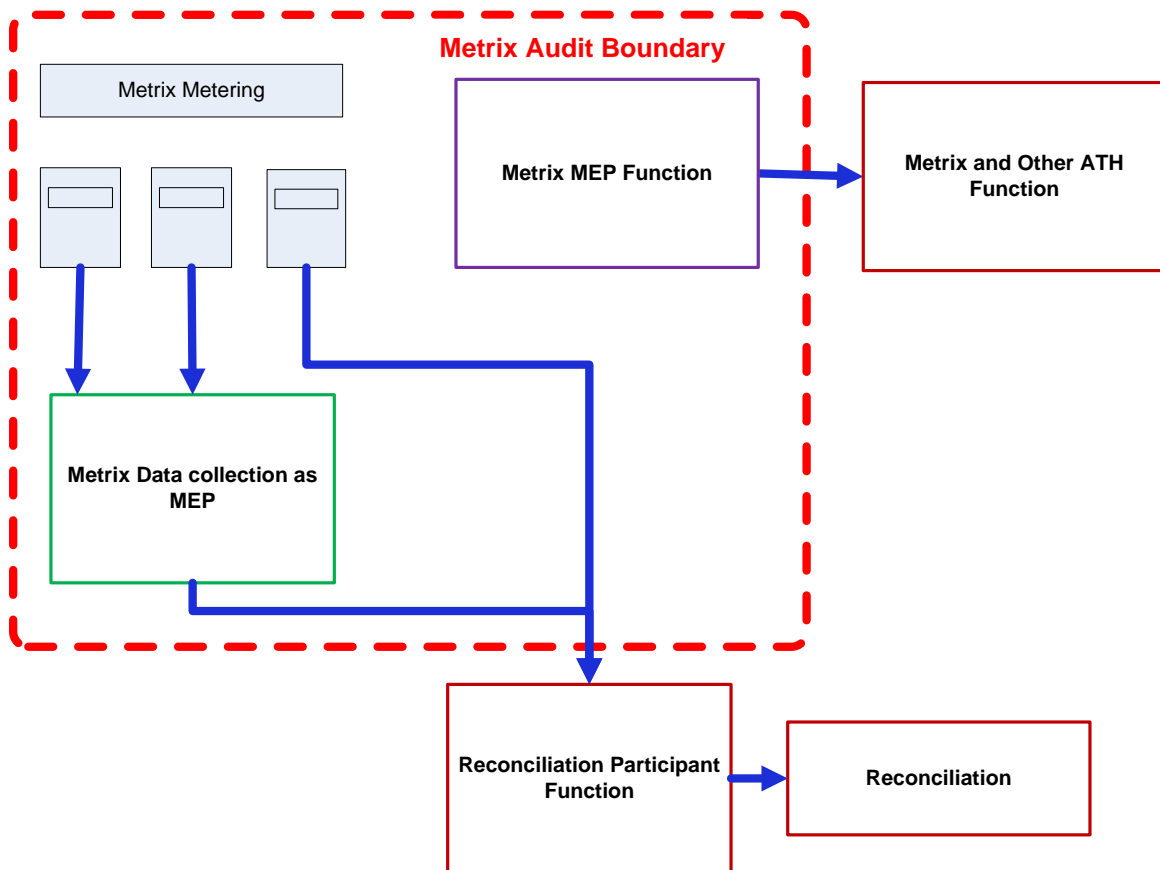 Metrix Audit Boundary
Metrix Metering
Metrix MEP Function
Metrix and Other ATH
Function
Metrix Data collection as
MEP
Reconciliation Participant
Function
Reconciliation